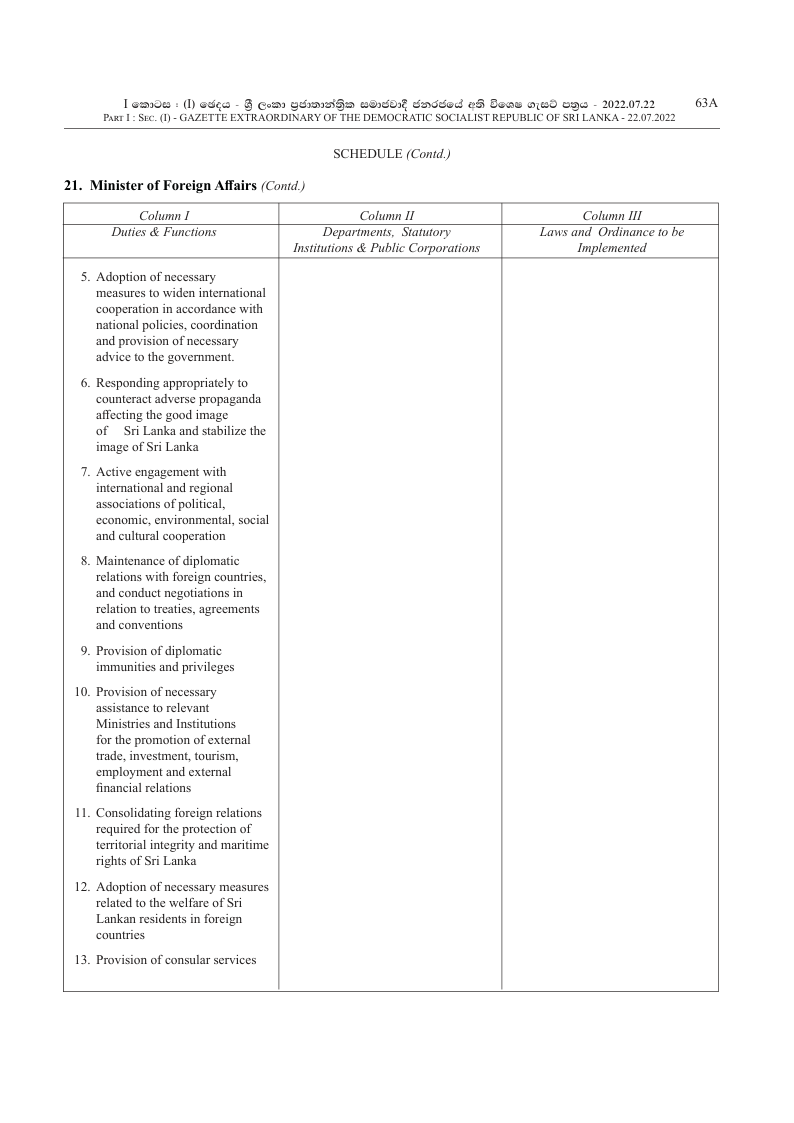 I කොටස : (I) ඡෙදය - ශ්‍රී ලංකා ප්‍රජාතාන්ත්‍රික සමාජවාදී ජනරජයේ අති විශෙෂ ගැසට් පත්‍රය - 2022.07.22 63A
PART I : SEC. (I) - GAZETTE EXTRAORDINARY OF THE DEMOCRATIC SOCIALIST REPUBLIC OF SRI LANKA - 22.07.2022
SCHEDULE (Contd.)
21. Minister of Foreign Affairs (Contd.)
Column I Column II Column III
Duties & Functions Departments, Statutory Laws and Ordinance to be
Institutions & Public Corporations Implemented
5. Adoption of necessary
measures to widen international
cooperation in accordance with
national policies, coordination
and provision of necessary
advice to the government.
6. Responding appropriately to
counteract adverse propaganda
affecting the good image
of Sri Lanka and stabilize the
image of Sri Lanka
7. Active engagement with
international and regional
associations of political,
economic, environmental, social
and cultural cooperation
8. Maintenance of diplomatic
relations with foreign countries,
and conduct negotiations in
relation to treaties, agreements
and conventions
9. Provision of diplomatic
immunities and privileges
10. Provision of necessary
assistance to relevant
Ministries and Institutions
for the promotion of external
trade, investment, tourism,
employment and external
financial relations
11. Consolidating foreign relations
required for the protection of
territorial integrity and maritime
rights of Sri Lanka
12. Adoption of necessary measures
related to the welfare of Sri
Lankan residents in foreign
countries
13. Provision of consular services